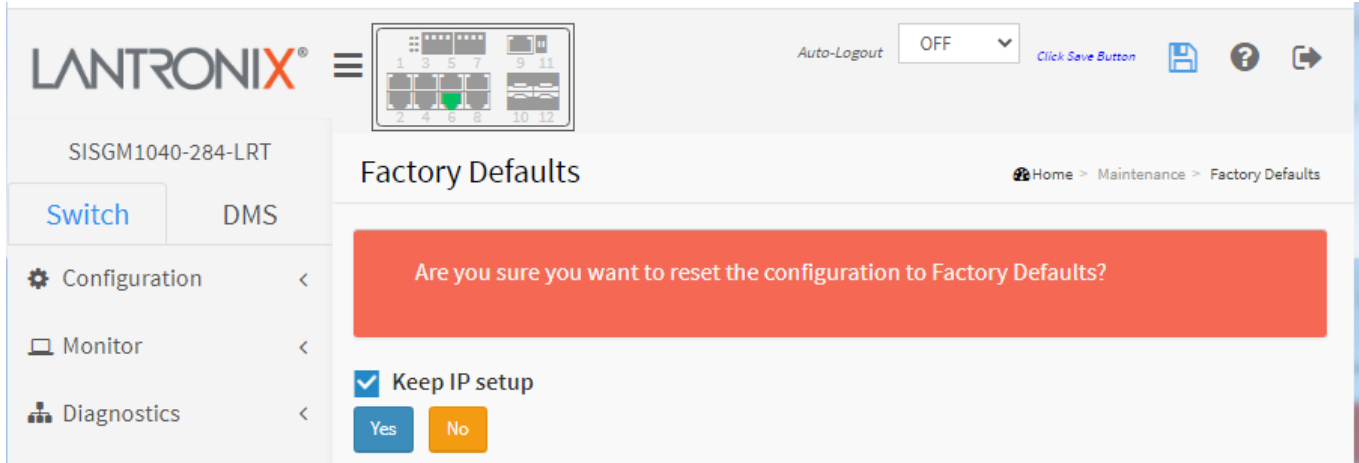 LANTRONIX®
1 3 5 7 9 11
2 4 6 8 10 12
Auto-Logout OFF Click Save Button
SISGM1040-284-LRT
Switch DMS
Configuration
Monitor
Diagnostics
Factory Defaults
Home > Maintenance > Factory Defaults
Are you sure you want to reset the configuration to Factory Defaults?
Keep IP setup
Yes No